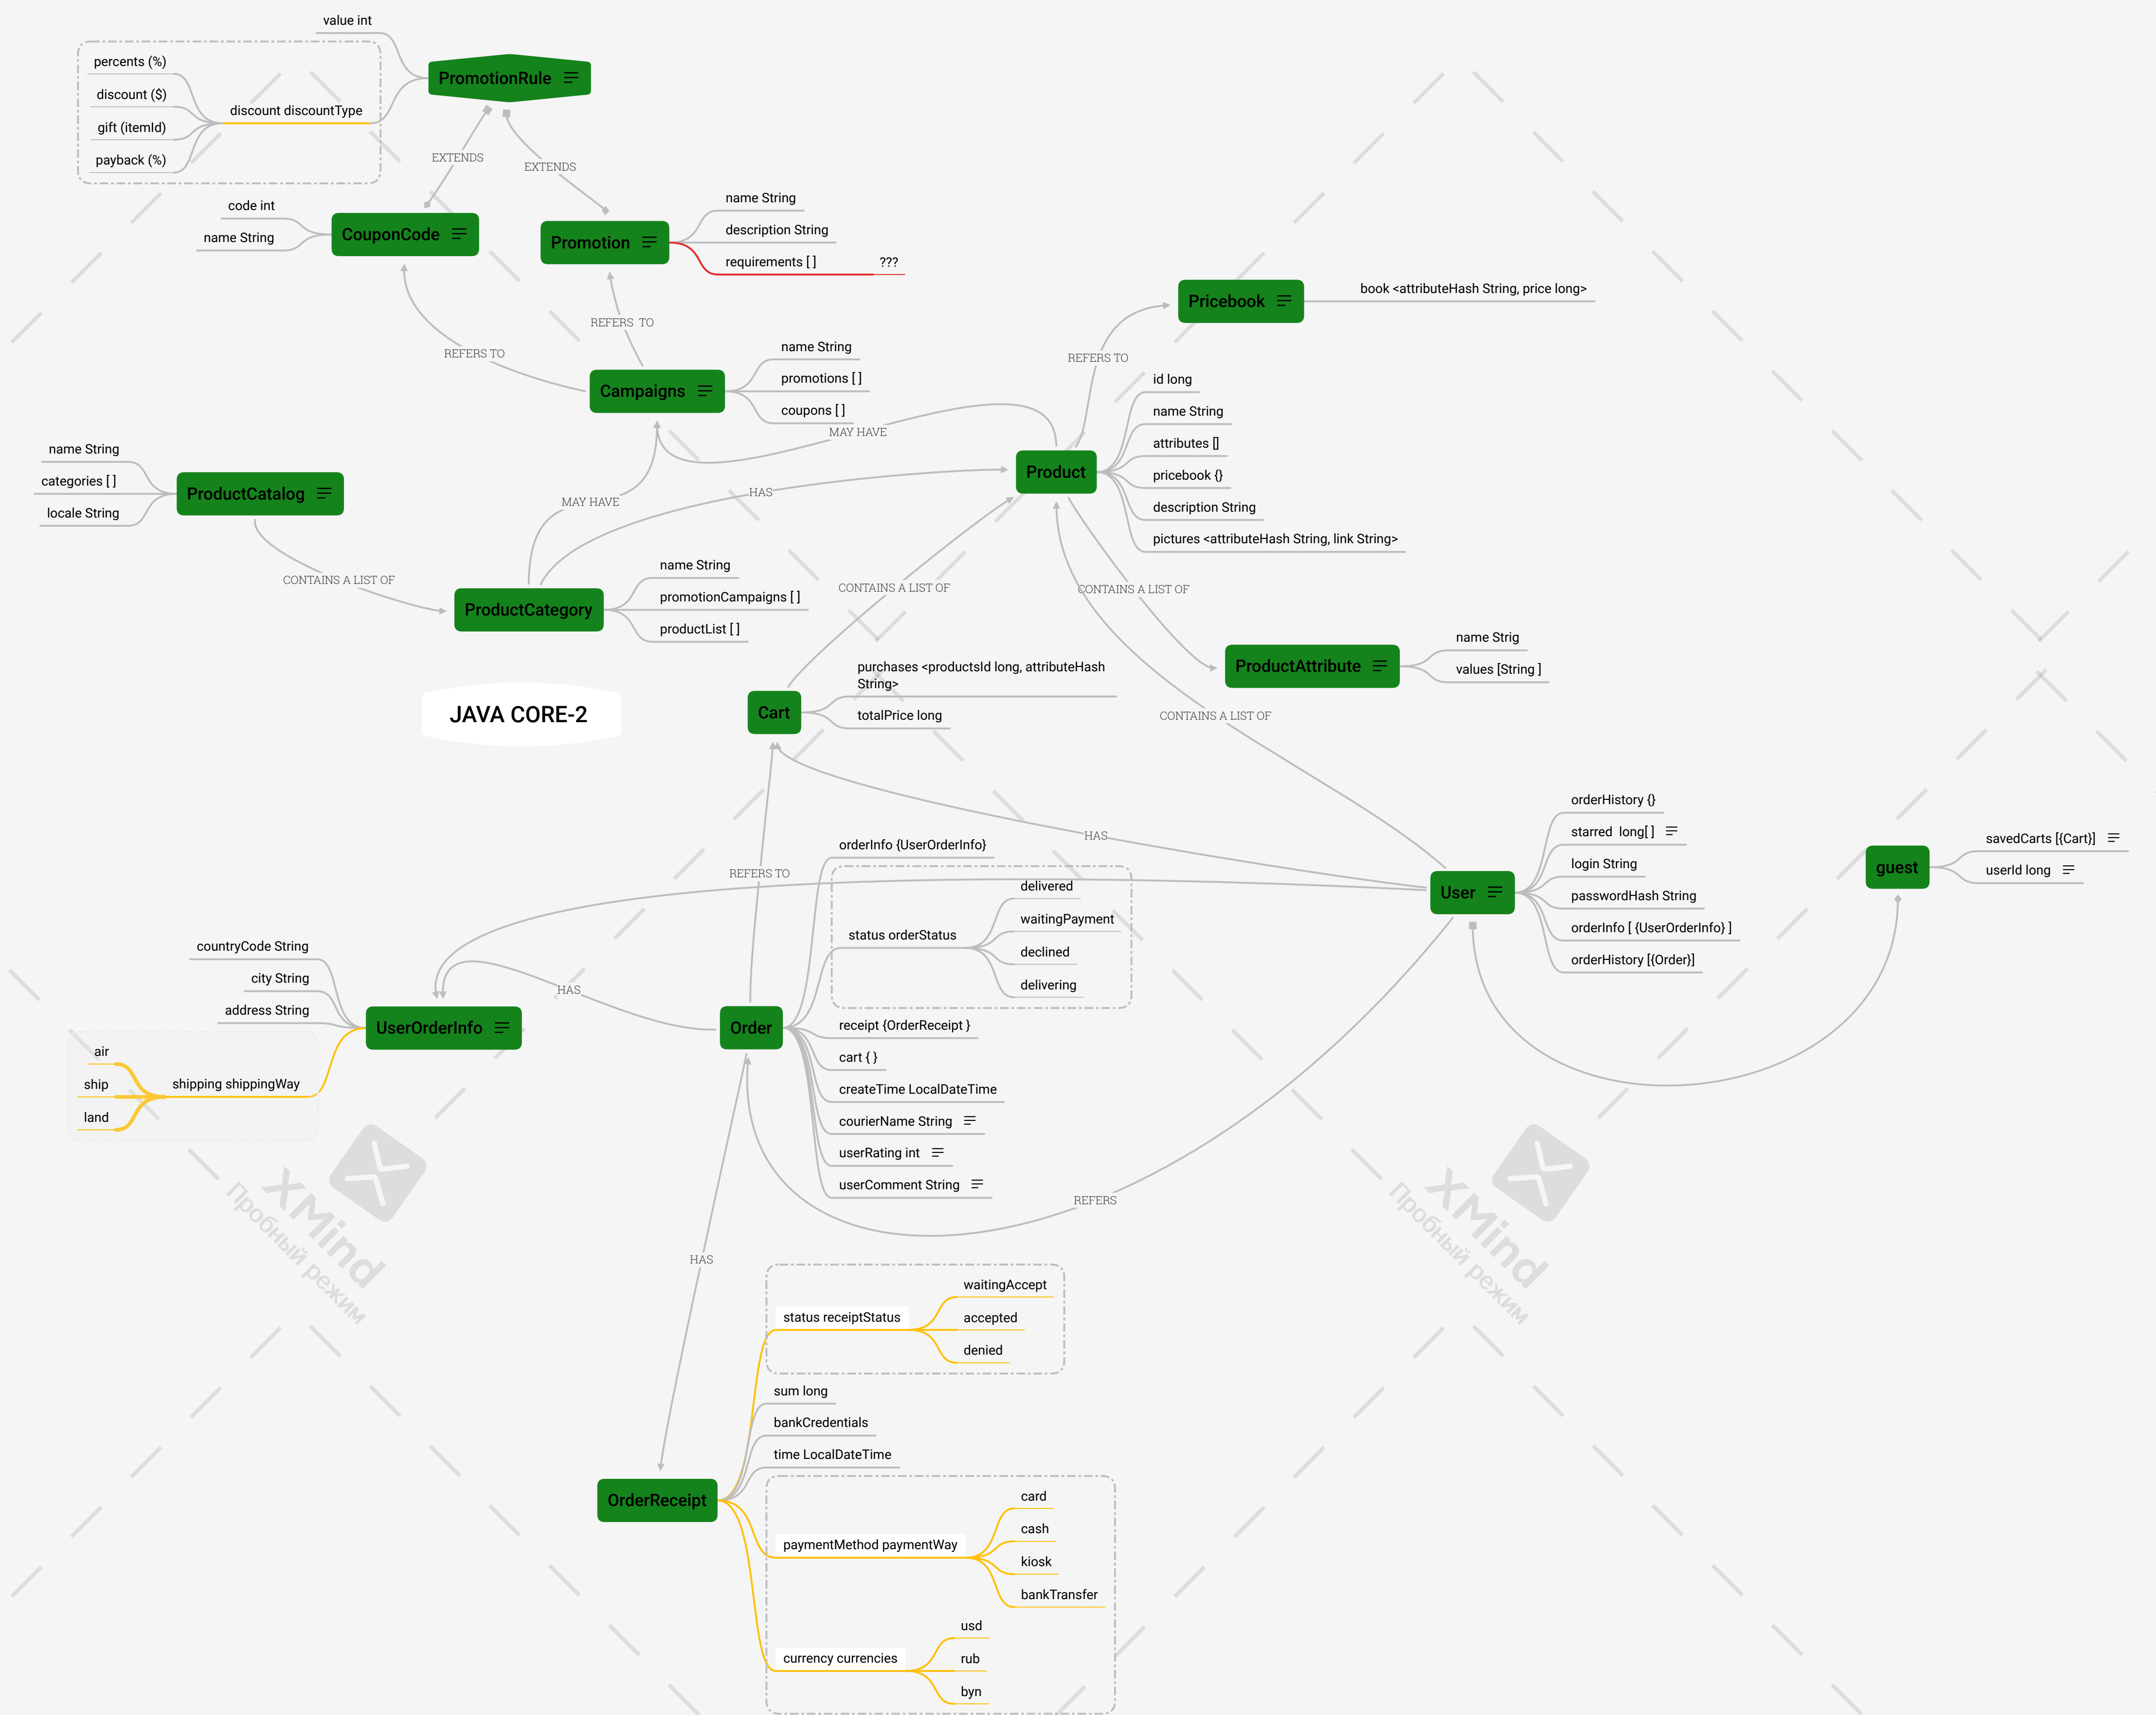 value int
PromotionRule
percents (%)
discount ($)
gift (itemId)
payback (%)
discount discountType
EXTENDS
EXTENDS
code int
name String
CouponCode
Promotion
name String
description String
requirements [ ]
???
REFERS TO
REFERS TO
Campaigns
name String
promotions [ ]
coupons [ ]
Pricebook
book <attributeHash String, price long>
REFERS TO
MAY HAVE
Product
id long
name String
attributes []
pricebook {}
description String
pictures <attributeHash String, link String>
name String
categories [ ]
locale String
ProductCatalog
MAY HAVE
HAS
CONTAINS A LIST OF
ProductCategory
name String
promotionCampaigns [ ]
productList [ ]
CONTAINS A LIST OF
CONTAINS A LIST OF
ProductAttribute
name Strig
values [String ]
JAVA CORE-2
Cart
purchases <productsId long, attributeHash
String>
totalPrice long
CONTAINS A LIST OF
HAS
REFERS TO
User
orderHistory {}
starred long[ ]
login String
passwordHash String
orderInfo [ {UserOrderInfo} ]
orderHistory [{Order}]
guest
savedCarts [{Cart}]
userId long
countryCode String
city String
address String
UserOrderInfo
air
ship
land
shipping shippingWay
HAS
Order
orderInfo {UserOrderInfo}
status orderStatus
delivered
waitingPayment
declined
delivering
receipt {OrderReceipt }
cart { }
createTime LocalDateTime
courierName String
userRating int
userComment String
REFERS
HAS
XMind
Пробный режим
XMind
Пробный режим
OrderReceipt
status receiptStatus
waitingAccept
accepted
denied
sum long
bankCredentials
time LocalDateTime
paymentMethod paymentWay
card
cash
kiosk
bankTransfer
currency currencies
usd
rub
byn